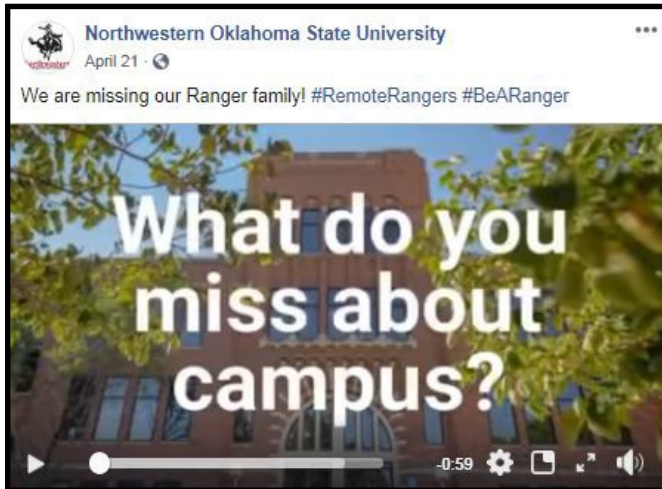 Northwestern Oklahoma State University
April 21
We are missing our Ranger family! #RemoteRangers #BeARanger
What do you
miss about
campus?
-0:59